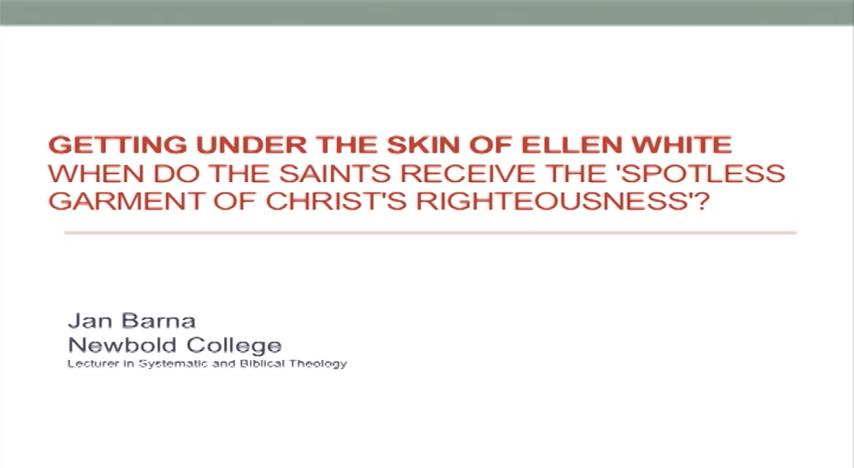 GETTING UNDER THE SKIN OF ELLEN WHITE
WHEN DO THE SAINTS RECEIVE THE 'SPOTLESS
GARMENT OF CHRIST'S RIGHTEOUSNESS'?
Jan Barna
Newbold College
Lecturer in Systematic and Biblical Theology